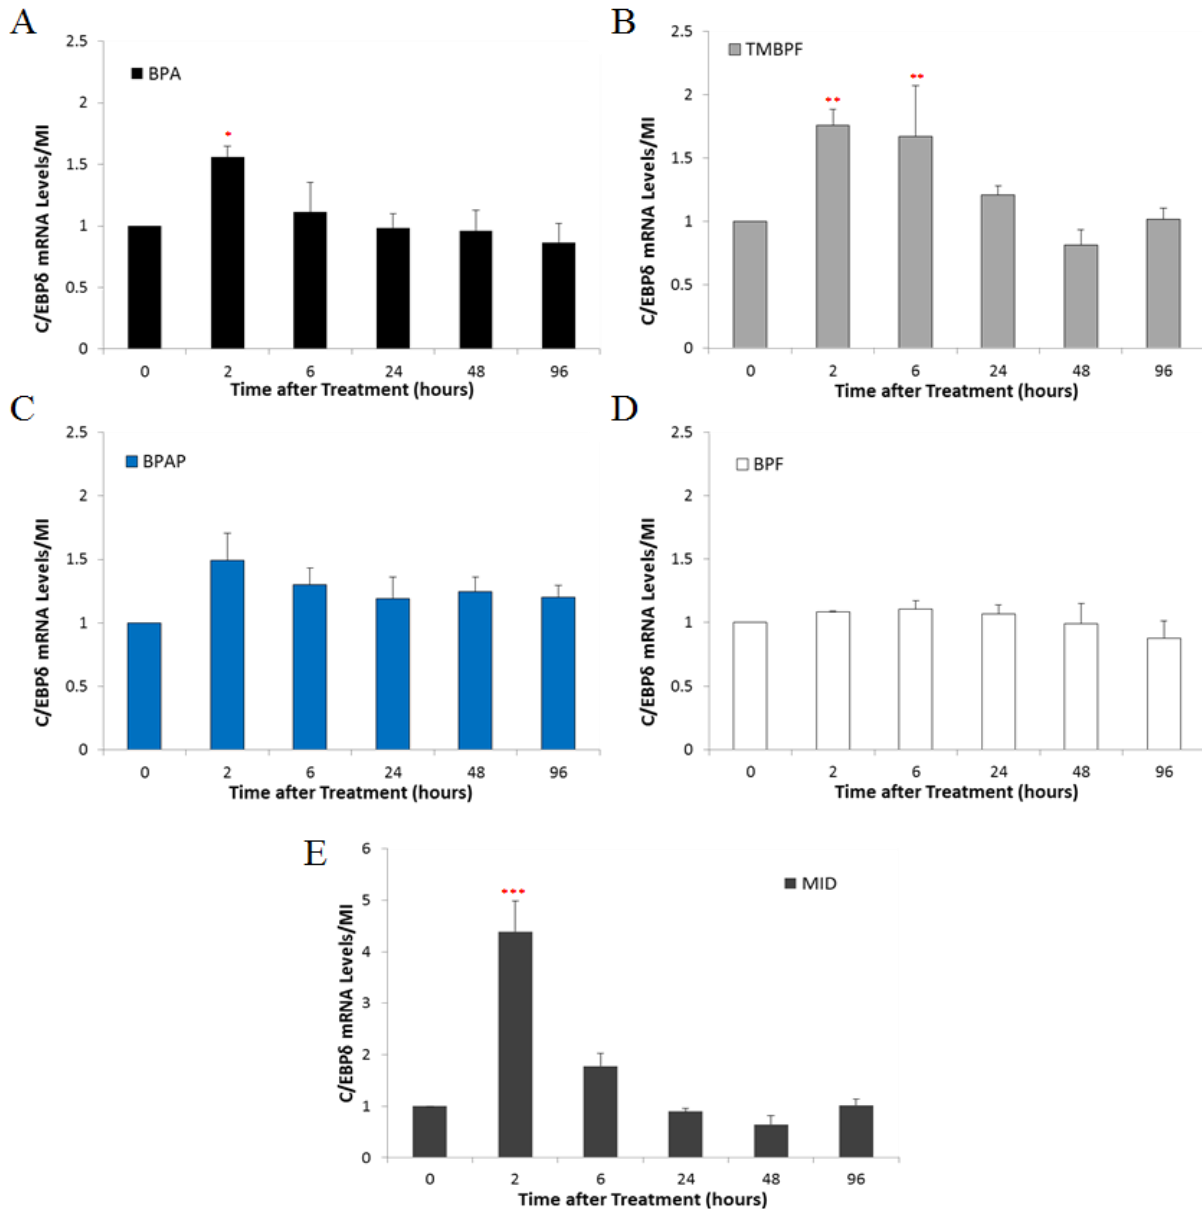 A
C/EBPδ mRNA Levels/MI
2.5
2
1.5
1
0.5
0
BPA
*
0 2 6 24 48 96
Time after Treatment (hours)
B
C/EBPδ mRNA Levels/MI
2.5
2
1.5
1
0.5
0
TMBPF
**
**
0 2 6 24 48 96
Time after Treatment (hours)
C
C/EBPδ mRNA Levels/MI
2.5
2
1.5
1
0.5
0
BPAP
0 2 6 24 48 96
Time after Treatment (hours)
D
C/EBPδ mRNA Levels/MI
2.5
2
1.5
1
0.5
0
BPF
0 2 6 24 48 96
Time after Treatment (hours)
E
C/EBPδ mRNA Levels/MI
6
5
4
3
2
1
0
MID
***
0 2 6 24 48 96
Time after Treatment (hours)